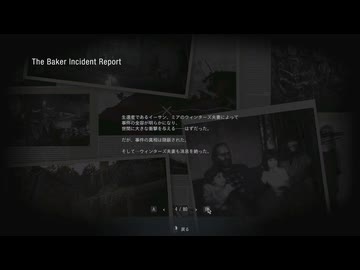 The Baker Incident Report
生還者であるイーサン、ミアのウィンターズ夫妻によって
事件の全容が明らかになり、
世間に大きな衝撃を与える――はずだった。
だが、事件の真相は隠蔽された。
そして…ウィンターズ夫妻も消息を絶った。
戻る